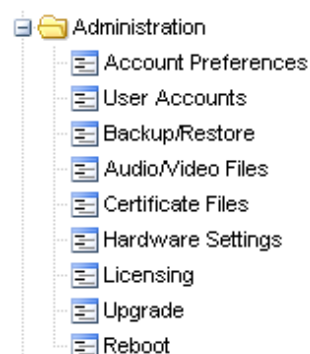 Administration
Account Preferences
User Accounts
Backup/Restore
Audio/Video Files
Certificate Files
Hardware Settings
Licensing
Upgrade
Reboot